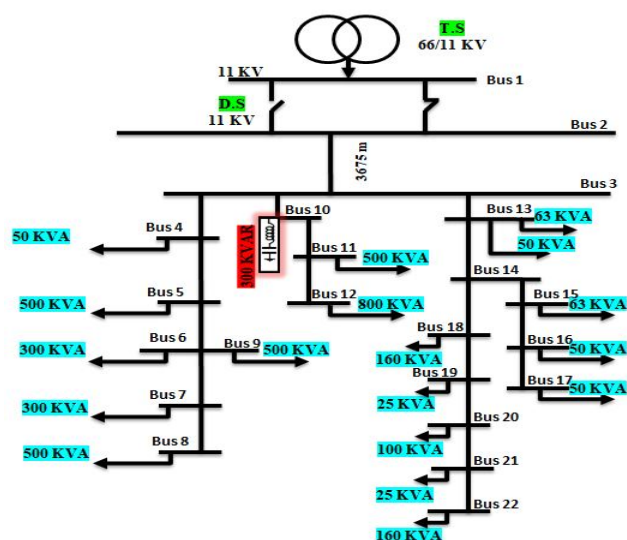 T.S
66/11 KV
11 KV
Bus 1
D.S
11 KV
Bus 2
3675 m
Bus 3
Bus 4
50 KVA
Bus 5
500 KVA
Bus 6
300 KVA
Bus 9
500 KVA
Bus 7
300 KVA
Bus 8
500 KVA
Bus 10
300 KVAR
Bus 11
500 KVA
Bus 12
800 KVA
Bus 13
63 KVA
50 KVA
Bus 14
Bus 15
63 KVA
Bus 16
50 KVA
Bus 17
50 KVA
Bus 18
160 KVA
Bus 19
25 KVA
Bus 20
100 KVA
Bus 21
25 KVA
Bus 22
160 KVA